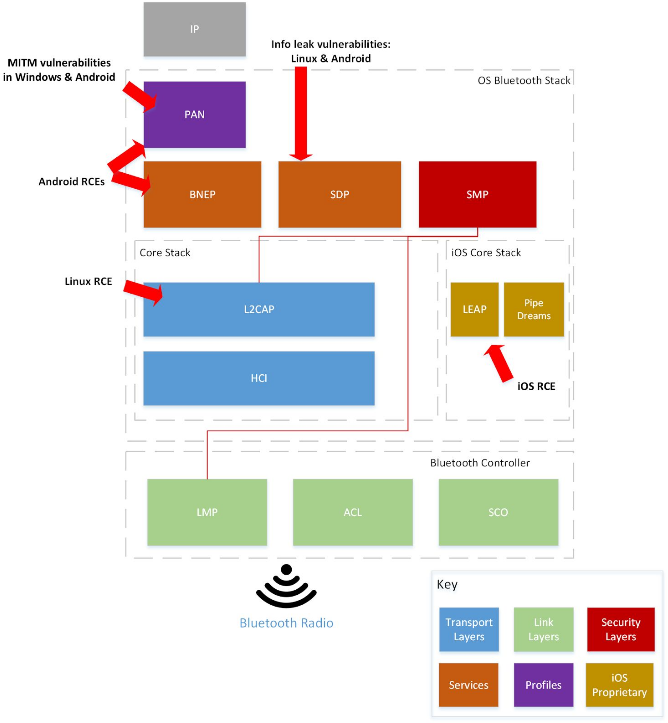 IP
Info leak vulnerabilities:
Linux & Android
MITM vulnerabilities
in Windows & Android
OS Bluetooth Stack
PAN
Android RCEs
BNEP
SDP
SMP
Core Stack
iOS Core Stack
Linux RCE
L2CAP
LEAP
Pipe
Dreams
HCI
iOS RCE
Bluetooth Controller
LMP
ACL
SCO
Bluetooth Radio
Key
Transport
Layers
Link
Layers
Security
Layers
Services
Profiles
iOS
Proprietary